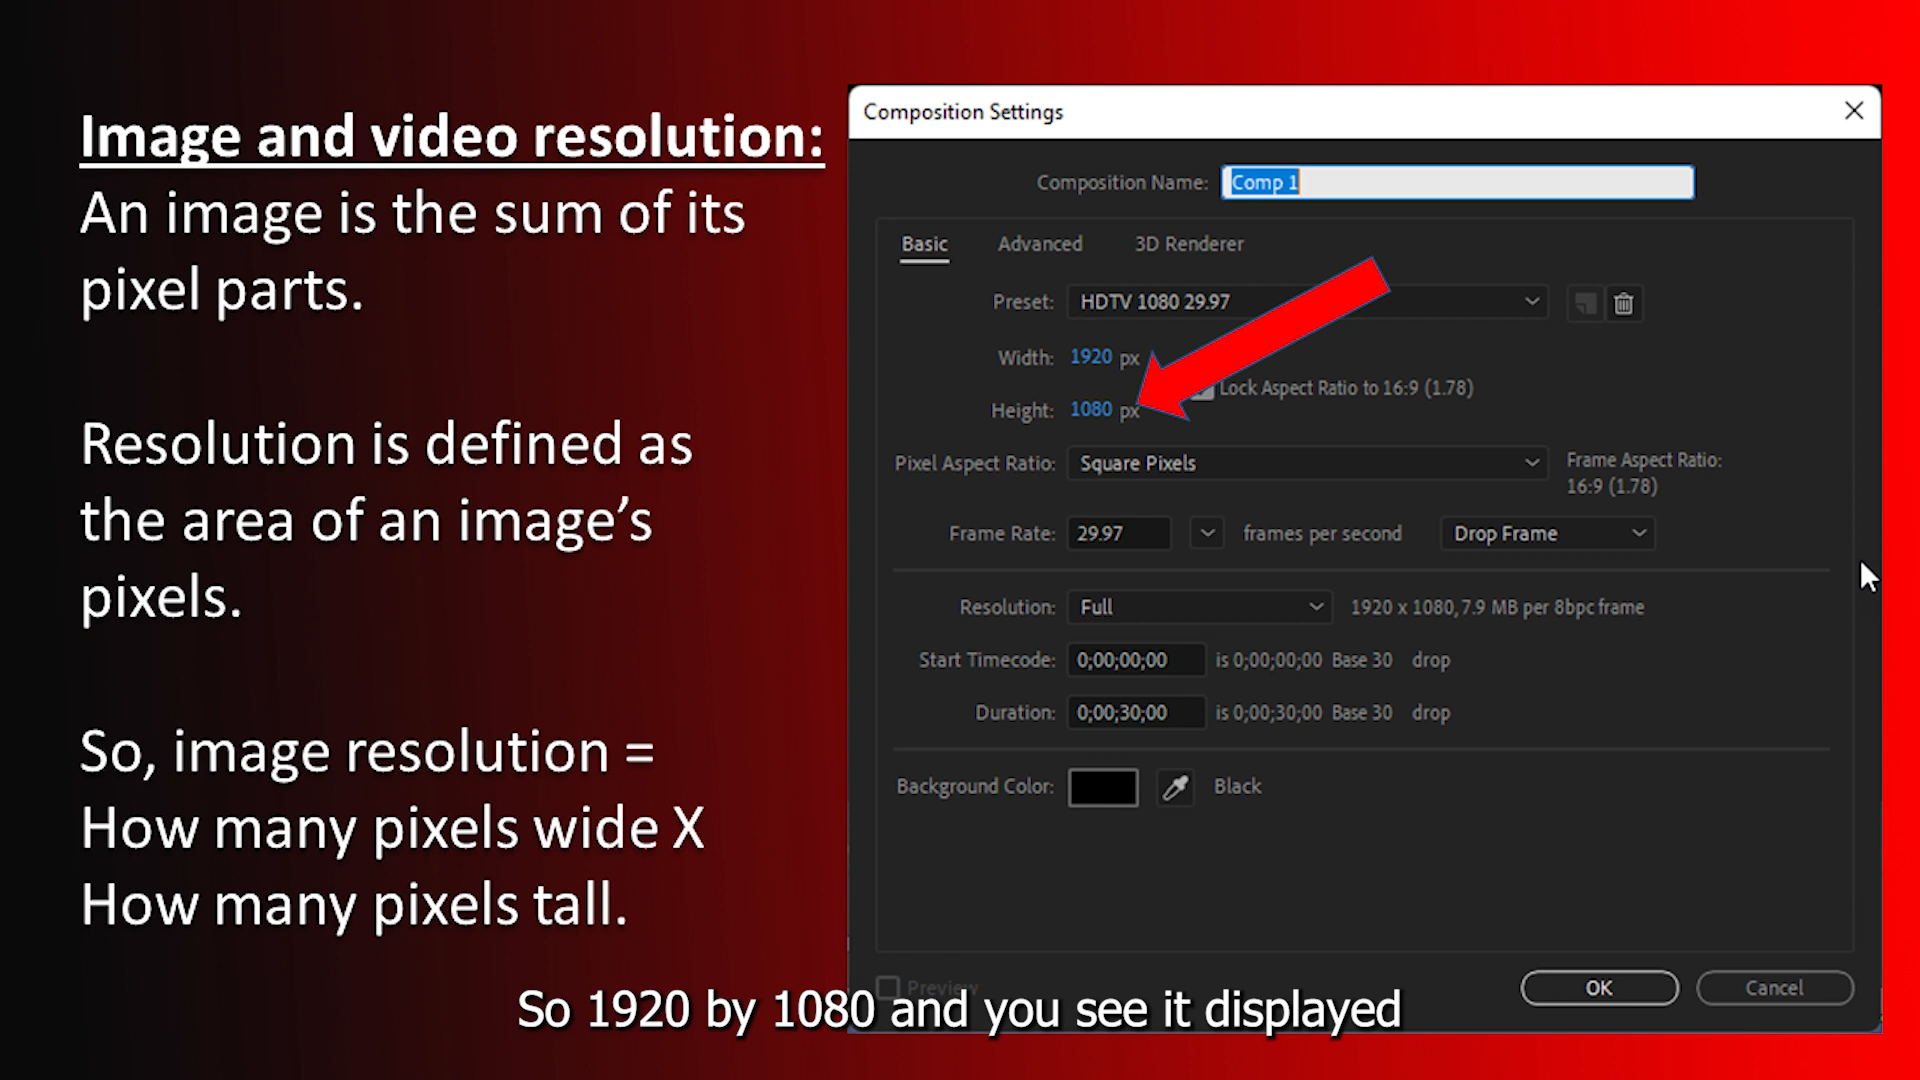 Image and video resolution:
An image is the sum of its
pixel parts.
Resolution is defined as
the area of an image’s
pixels.
So, image resolution =
How many pixels wide X
How many pixels tall.
Composition Settings
Composition Name: Comp 1
Basic Advanced 3D Renderer
Preset: HDTV 1080 29.97
Width: 1920 px
Lock Aspect Ratio to 16:9 (1.78)
Height: 1080 px
Pixel Aspect Ratio: Square Pixels
Frame Aspect Ratio:
16:9 (1.78)
Frame Rate: 29.97 frames per second Drop Frame
Resolution: Full 1920 x 1080, 7.9 MB per 8bpc frame
Start Timecode: 0;00;00;00 is 0;00;00;00 Base 30 drop
Duration: 0;00;30;00 is 0;00;30;00 Base 30 drop
Background Color: Black
Preview
OK Cancel
So 1920 by 1080 and you see it displayed